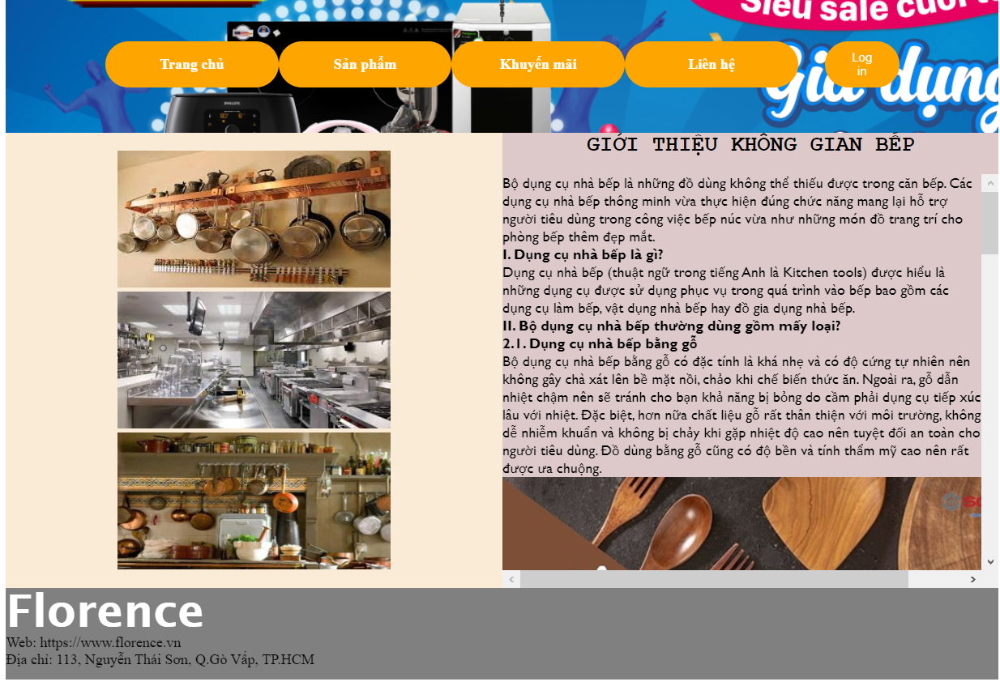 Siêu sale cuối t
Trang chủ
Sản phẩm
Khuyến mãi
Liên hệ
Log
in
Gia dụng
PHILIPS
GIỚI THIỆU KHÔNG GIAN BẾP
Bộ dụng cụ nhà bếp là những đồ dùng không thể thiếu được trong căn bếp. Các
dụng cụ nhà bếp thông minh vừa thực hiện đúng chức năng mang lại hỗ trợ
người tiêu dùng trong công việc bếp núc vừa như những món đồ trang trí cho
phòng bếp thêm đẹp mắt.
I. Dụng cụ nhà bếp là gì?
Dụng cụ nhà bếp (thuật ngữ trong tiếng Anh là Kitchen tools) được hiểu là
những dụng cụ được sử dụng phục vụ trong quá trình vào bếp bao gồm các
dụng cụ làm bếp, vật dụng nhà bếp hay đồ gia dụng nhà bếp.
II. Bộ dụng cụ nhà bếp thường dùng gồm mấy loại?
2.1. Dụng cụ nhà bếp bằng gỗ
Bộ dụng cụ nhà bếp bằng gỗ có đặc tính là khá nhẹ và có độ cứng tự nhiên nên
không gây chà xát lên bề mặt nồi, chảo khi chế biến thức ăn. Ngoài ra, gỗ dẫn
nhiệt chậm nên sẽ tránh cho bạn khả năng bị bỏng do cầm phải dụng cụ tiếp xúc
lâu với nhiệt. Đặc biệt, hơn nữa chất liệu gỗ rất thân thiện với môi trường, không
dễ nhiễm khuẩn và không bị chảy khi gặp nhiệt độ cao nên tuyệt đối an toàn cho
người tiêu dùng. Đồ dùng bằng gỗ cũng có độ bền và tính thẩm mỹ cao nên rất
được ưa chuộng.
Florence
Web: https://www.florence.vn
Địa chỉ: 113, Nguyễn Thái Sơn, Q.Gò Vấp, TP.HCM